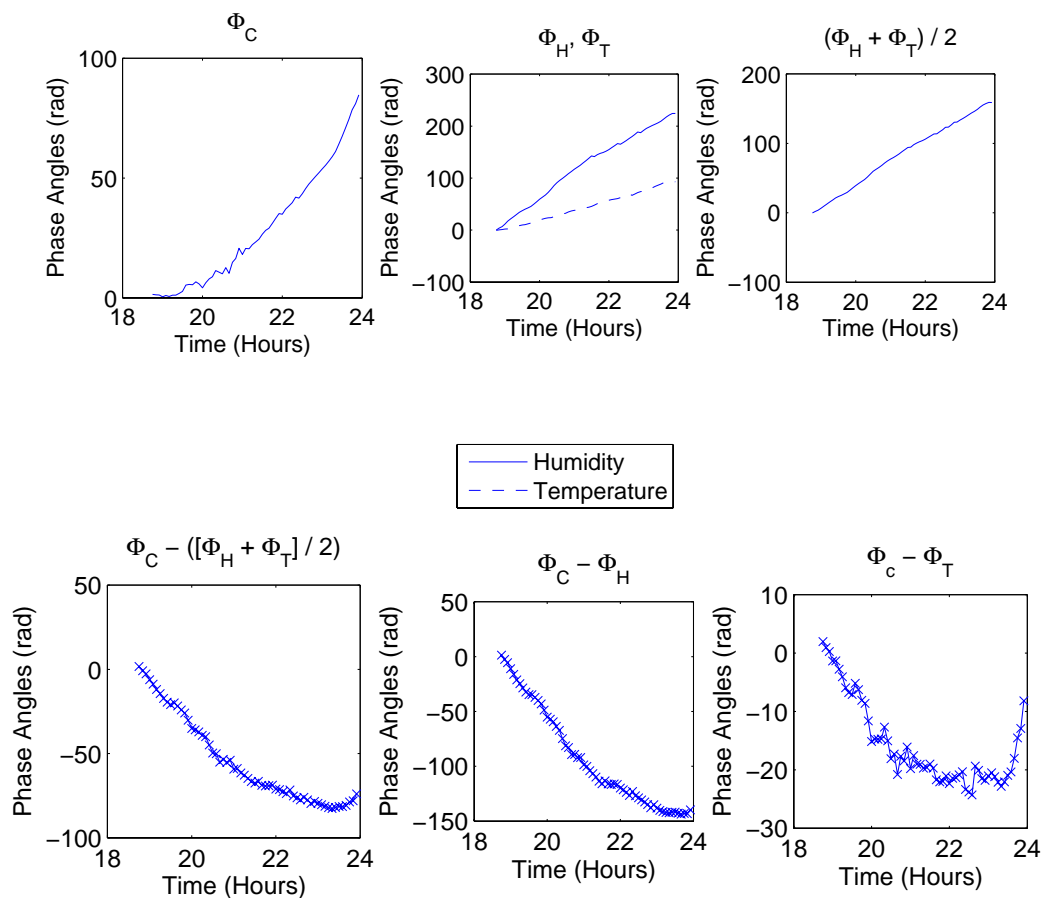 Φ_C
Φ_H, Φ_T
(Φ_H + Φ_T) / 2
Phase Angles (rad)
100
50
0
18 20 22 24
Time (Hours)
Phase Angles (rad)
300
200
100
0
−100
18 20 22 24
Time (Hours)
Phase Angles (rad)
200
100
0
−100
18 20 22 24
Time (Hours)
Humidity
Temperature
Φ_C − ([Φ_H + Φ_T] / 2)
Φ_C − Φ_H
Φ_c − Φ_T
Phase Angles (rad)
50
0
−50
−100
18 20 22 24
Time (Hours)
Phase Angles (rad)
50
0
−50
−100
−150
18 20 22 24
Time (Hours)
Phase Angles (rad)
10
0
−10
−20
−30
18 20 22 24
Time (Hours)